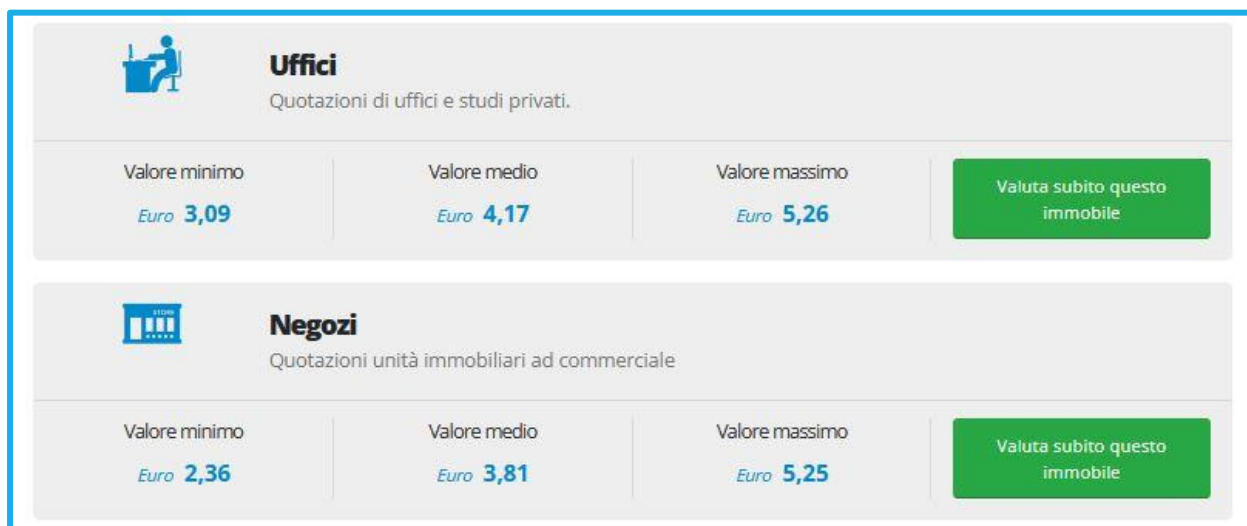 Uffici
Quotazioni di uffici e studi privati.
Valore minimo
Valore medio
Valore massimo
Euro 3,09
Euro 4,17
Euro 5,26
Valuta subito questo
immobile
STORE
Negozi
Quotazioni unità immobiliari ad commerciale
Valore minimo
Valore medio
Valore massimo
Euro 2,36
Euro 3,81
Euro 5,25
Valuta subito questo
immobile